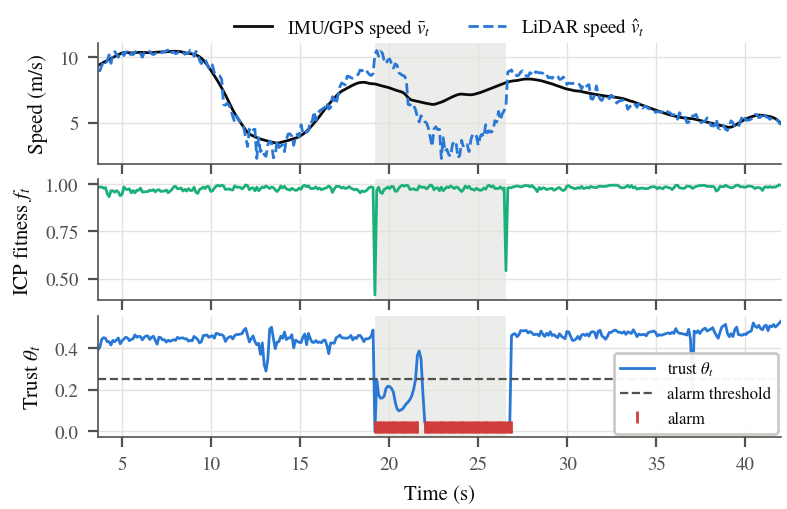 IMU/GPS speed v̄ₜ LiDAR speed v̂ₜ
Speed (m/s)
10
5
ICP fitness fₜ
1.00
0.75
0.50
Trust θₜ
0.4
0.2
0.0
trust θₜ
alarm threshold
alarm
5 10 15 20 25 30 35 40
Time (s)